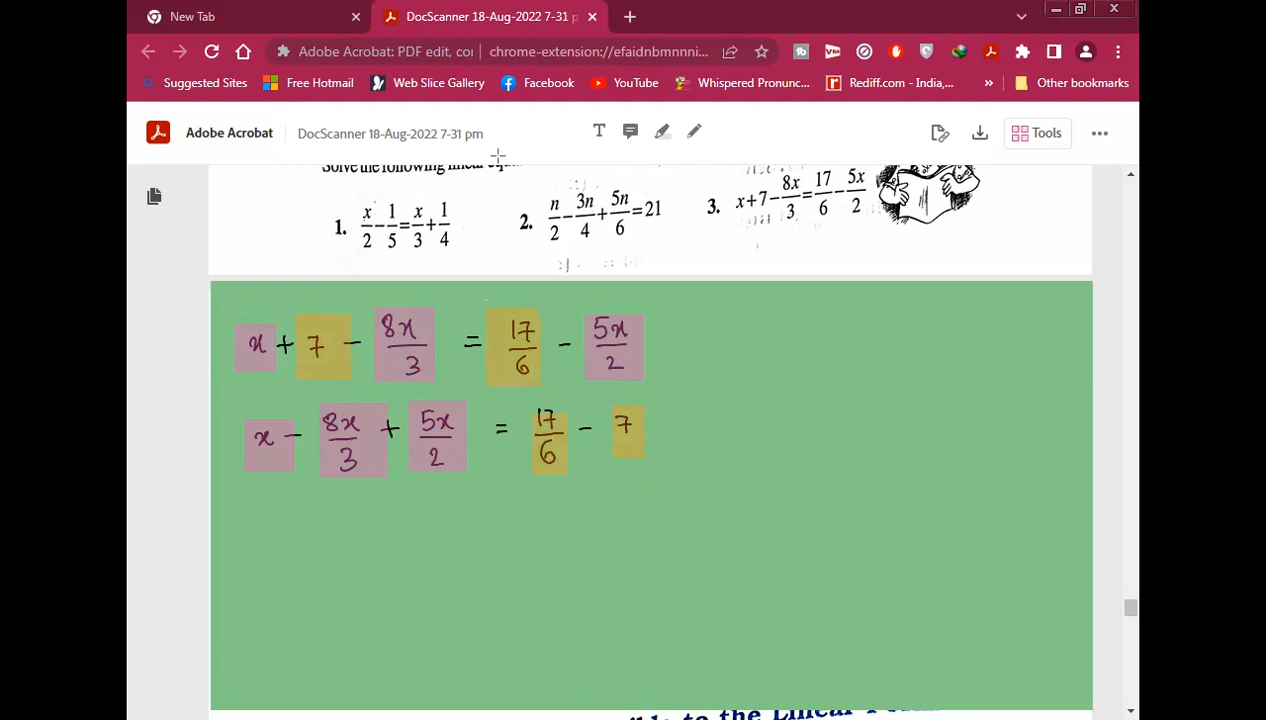 New Tab
DocScanner 18-Aug-2022 7-31 p
Adobe Acrobat: PDF edit, co | chrome-extension://efaidnbmnnni...
Suggested Sites Free Hotmail Web Slice Gallery Facebook YouTube Whispered Pronunc... Rediff.com - India,... » Other bookmarks
Adobe Acrobat DocScanner 18-Aug-2022 7-31 pm Tools
Solve the following linear equ
1. x/2 - 1/5 = x/3 + 1/4
2. n/2 - 3n/4 + 5n/6 = 21
3. x + 7 - 8x/3 = 17/6 - 5x/2
x + 7 - 8x/3 = 17/6 - 5x/2
x - 8x/3 + 5x/2 = 17/6 - 7
to the Linear